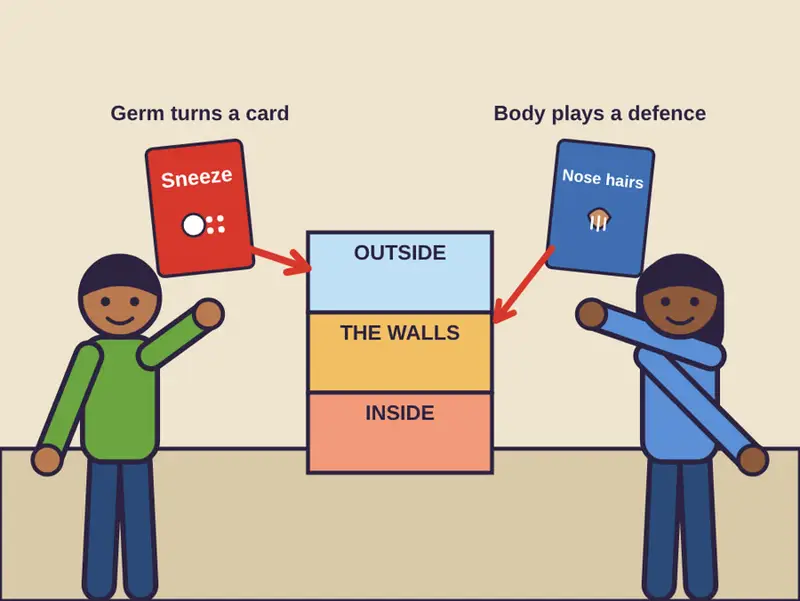 Germ turns a card
Body plays a defence
Sneeze
Nose hairs
OUTSIDE
THE WALLS
INSIDE